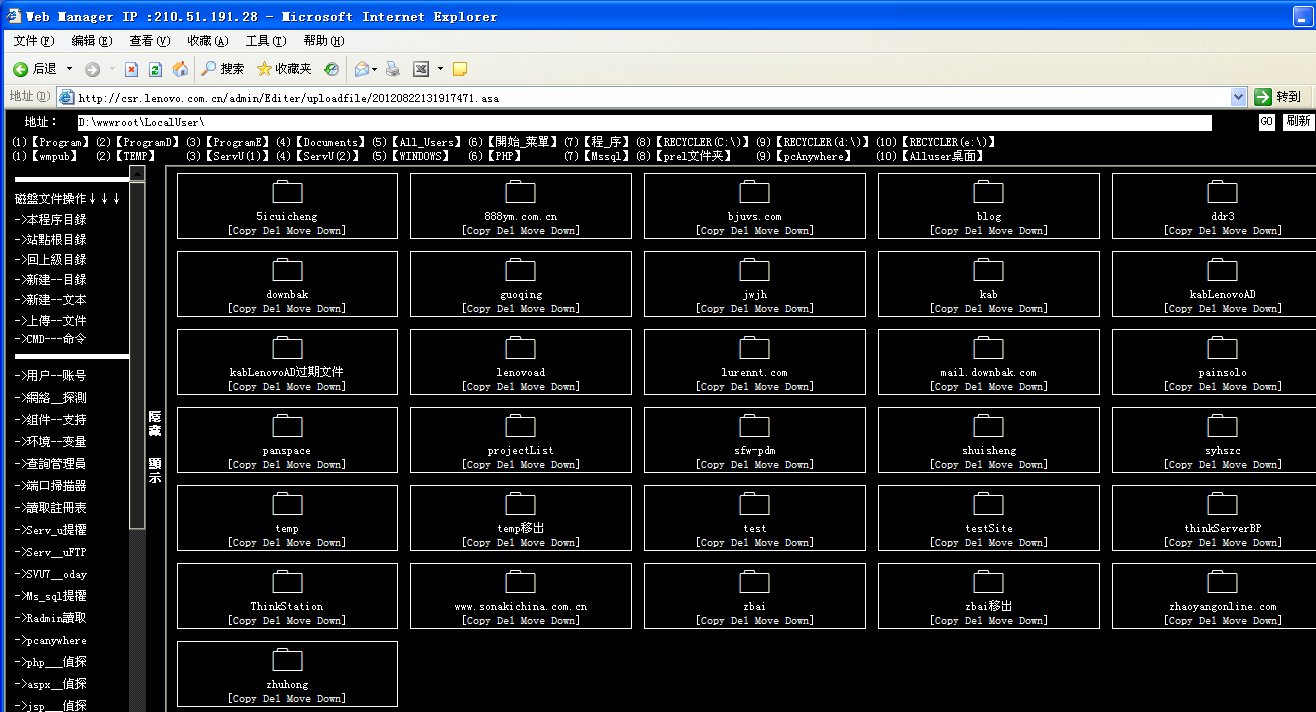 Web Manager IP :210.51.191.28 - Microsoft Internet Explorer
文件(F) 编辑(E) 查看(V) 收藏(A) 工具(T) 帮助(H)
后退 搜索 收藏夹
地址(D) http://csr.lenovo.com.cn/admin/Editer/uploadfile/20120822131917471.asa 转到
地址： D:\wwwroot\LocalUser\ GO 刷新
(1)【Program】(2)【ProgramD】(3)【ProgramE】(4)【Documents】(5)【All_Users】(6)【開始_菜單】(7)【程_序】(8)【RECYCLER(C:\)】(9)【RECYCLER(d:\)】(10)【RECYCLER(e:\)】
(1)【wmpub】 (2)【TEMP】 (3)【ServU(1)】(4)【ServU(2)】 (5)【WINDOWS】 (6)【PHP】 (7)【Mssql】(8)【prel文件夹】 (9)【pcAnywhere】 (10)【Alluser桌面】
磁盤文件操作↓↓↓
->本程序目錄
->站點根目錄
->回上級目錄
->新建--目錄
->新建--文本
->上傳--文件
->CMD---命令
->用户--账号
->網絡__探測
->组件--支持
->环境--变量
->查詢管理員
->端口掃描器
->讀取註冊表
->Serv_u提權
->Serv__uFTP
->SVU7__oday
->Ms_sql提權
->Radmin讀取
->pcanywhere
->php___偵探
->aspx__偵探
->jsp___偵探
隱藏 顯示
5icuicheng 888ym.com.cn bjuvs.com blog ddr3
[Copy Del Move Down] [Copy Del Move Down] [Copy Del Move Down] [Copy Del Move Down] [Copy Del Move Down]
downbak guoqing jwjh kab kabLenovoAD
[Copy Del Move Down] [Copy Del Move Down] [Copy Del Move Down] [Copy Del Move Down] [Copy Del Move Down]
kabLenovoAD过期文件 lenovoad lurennt.com mail.downbak.com painsolo
[Copy Del Move Down] [Copy Del Move Down] [Copy Del Move Down] [Copy Del Move Down] [Copy Del Move Down]
panspace projectList sfw-pdm shuisheng syhszc
[Copy Del Move Down] [Copy Del Move Down] [Copy Del Move Down] [Copy Del Move Down] [Copy Del Move Down]
temp temp移出 test testSite thinkServerBP
[Copy Del Move Down] [Copy Del Move Down] [Copy Del Move Down] [Copy Del Move Down] [Copy Del Move Down]
ThinkStation www.sonakichina.com.cn zbai zbai移出 zhaoyangonline.com
[Copy Del Move Down] [Copy Del Move Down] [Copy Del Move Down] [Copy Del Move Down] [Copy Del Move Down]
zhuhong
[Copy Del Move Down]